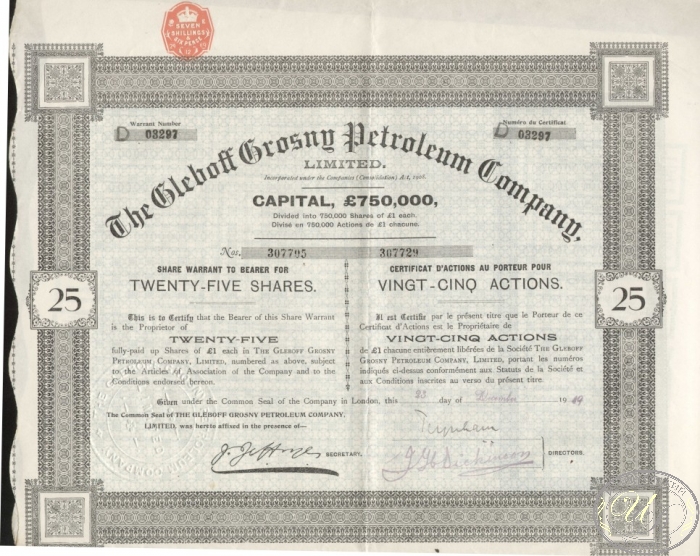 SEVEN
SHILLINGS
&
SIX PENCE
Warrant Number
D 03297
Numéro du Certificat
D 03297
The Gleboff Grosny Petroleum Company,
LIMITED.
Incorporated under the Companies (Consolidation) Act, 1908.
CAPITAL, £750,000,
Divided into 750,000 Shares of £1 each.
Divisé en 750,000 Actions de £1 chacune.
Nos. 307705 307729
SHARE WARRANT TO BEARER FOR
TWENTY-FIVE SHARES.
This is to Certify that the Bearer of this Share Warrant
is the Proprietor of
TWENTY-FIVE
fully-paid up Shares of £1 each in THE GLEBOFF GROSNY
PETROLEUM COMPANY, LIMITED, numbered as above, subject
to the Articles of Association of the Company and to the
Conditions endorsed hereon.
CERTIFICAT D'ACTIONS AU PORTEUR POUR
VINGT-CINQ ACTIONS.
Il est Certifié par le présent titre que le Porteur de ce
Certificat d'Actions est le Propriétaire de
VINGT-CINQ ACTIONS
de £1 chacune entièrement libérées de la Société THE GLEBOFF
GROSNY PETROLEUM COMPANY, LIMITED, portant les numéros
indiqués ci-dessus conformément aux Statuts de la Société et
aux Conditions inscrites au verso du présent titre.
25
25
Given under the Common Seal of the Company in London, this 23 day of December 19
The Common Seal of THE GLEBOFF GROSNY PETROLEUM COMPANY,
LIMITED, was hereto affixed in the presence of—
SECRETARY.
Teynham
DIRECTORS.